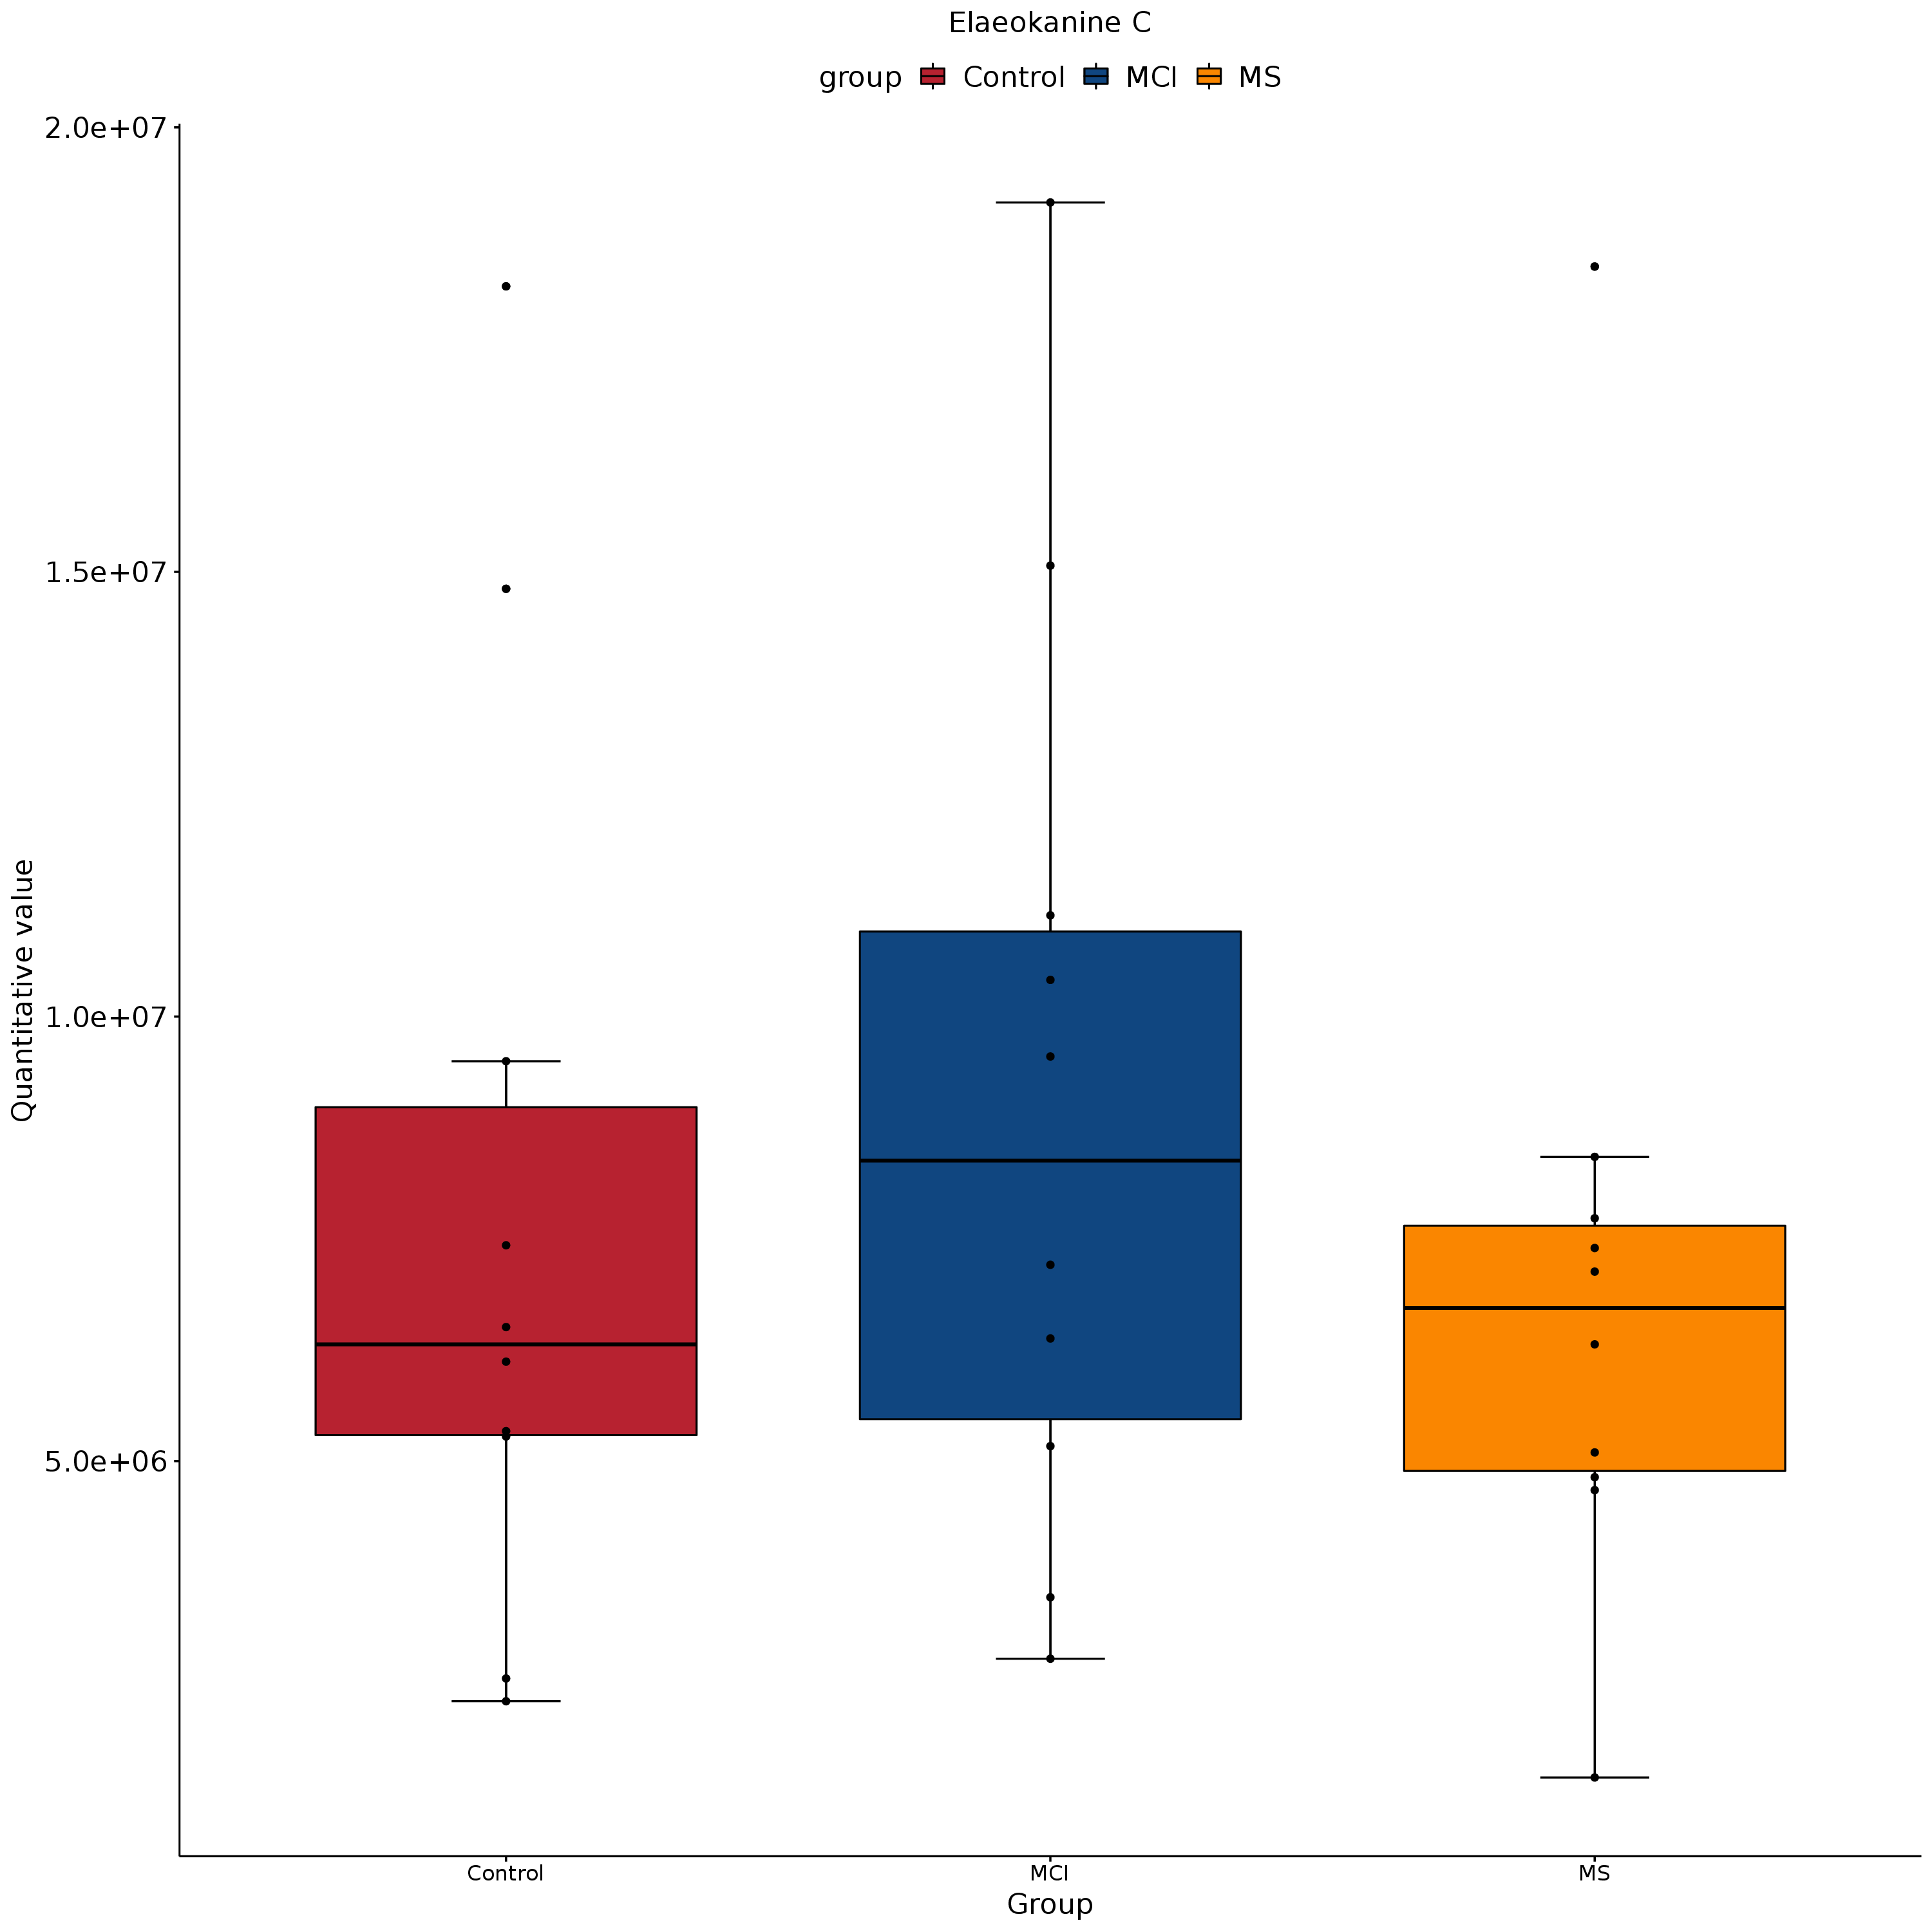 Elaeokanine C
group Control MCI MS
2.0e+07
1.5e+07
1.0e+07
5.0e+06
Quantitative value
Control MCI MS
Group